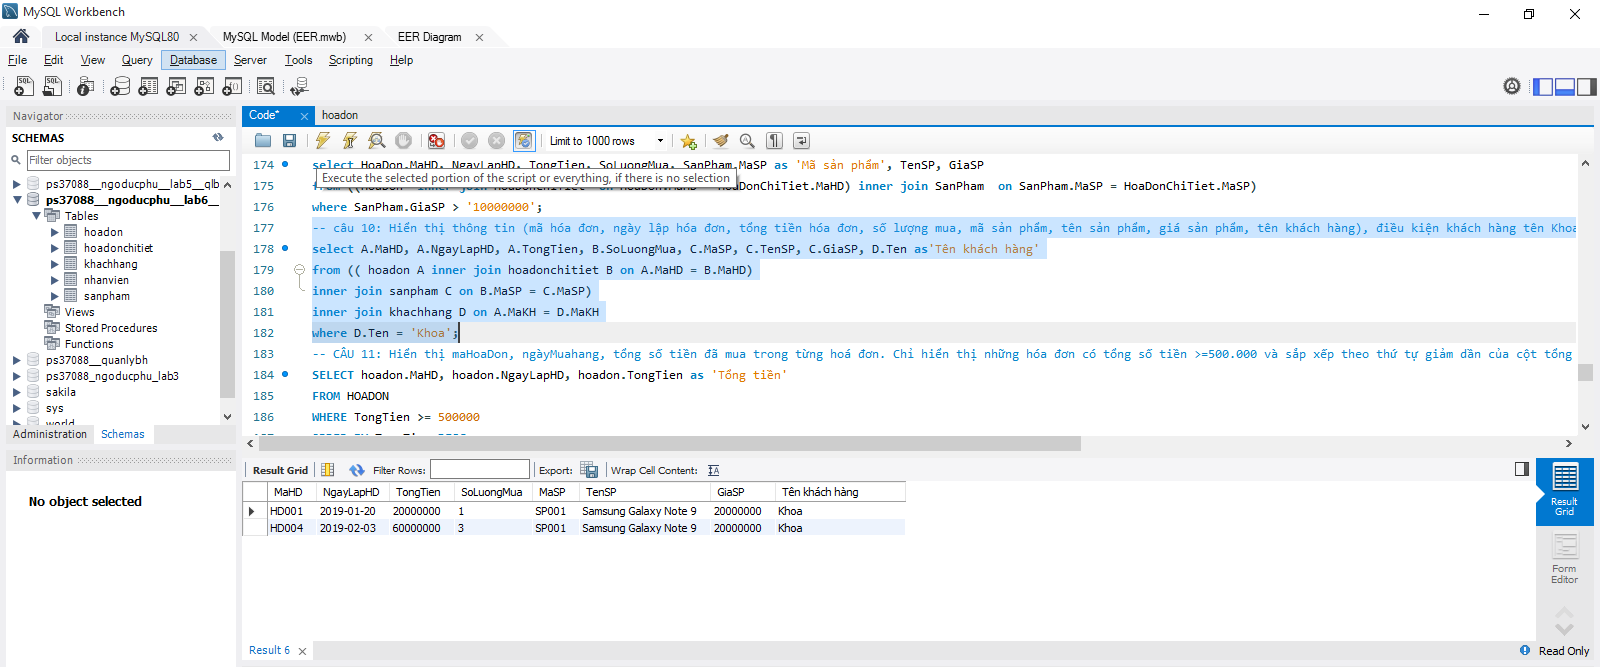 MySQL Workbench
Local instance MySQL80
MySQL Model (EER.mwb)
EER Diagram
File Edit View Query Database Server Tools Scripting Help
Navigator
SCHEMAS
Filter objects
ps37088__ngoducphu__lab5__qlb
ps37088__ngoducphu__lab6__
Tables
hoadon
hoadonchitiet
khachhang
nhanvien
sanpham
Views
Stored Procedures
Functions
ps37088__quanlybh
ps37088_ngoducphu_lab3
sakila
sys
world
Administration Schemas
Information
No object selected
Code* hoadon
Limit to 1000 rows
174 select HoaDon.MaHD, NgayLapHD, TongTien, SoLuongMua, SanPham.MaSP as 'Mã sản phẩm', TenSP, GiaSP
Execute the selected portion of the script or everything, if there is no selection
175 HoaDonChiTiet.MaHD) inner join SanPham on SanPham.MaSP = HoaDonChiTiet.MaSP)
176 where SanPham.GiaSP > '10000000';
177 -- câu 10: Hiển thị thông tin (mã hóa đơn, ngày lập hóa đơn, tổng tiền hóa đơn, số lượng mua, mã sản phẩm, tên sản phẩm, giá sản phẩm, tên khách hàng), điều kiện khách hàng tên Khoa
178 select A.MaHD, A.NgayLapHD, A.TongTien, B.SoLuongMua, C.MaSP, C.TenSP, C.GiaSP, D.Ten as'Tên khách hàng'
179 from (( hoadon A inner join hoadonchitiet B on A.MaHD = B.MaHD)
180 inner join sanpham C on B.MaSP = C.MaSP)
181 inner join khachhang D on A.MaKH = D.MaKH
182 where D.Ten = 'Khoa';
183 -- CÂU 11: Hiển thị maHoaDon, ngàyMuahang, tổng số tiền đã mua trong từng hoá đơn. Chỉ hiển thị những hóa đơn có tổng số tiền >=500.000 và sắp xếp theo thứ tự giảm dần của cột tổng
184 SELECT hoadon.MaHD, hoadon.NgayLapHD, hoadon.TongTien as 'Tổng tiền'
185 FROM HOADON
186 WHERE TongTien >= 500000
Result Grid Filter Rows: Export: Wrap Cell Content:
MaHD NgayLapHD TongTien SoLuongMua MaSP TenSP GiaSP Tên khách hàng
HD001 2019-01-20 20000000 1 SP001 Samsung Galaxy Note 9 20000000 Khoa
HD004 2019-02-03 60000000 3 SP001 Samsung Galaxy Note 9 20000000 Khoa
Result Grid
Form Editor
Result 6
Read Only